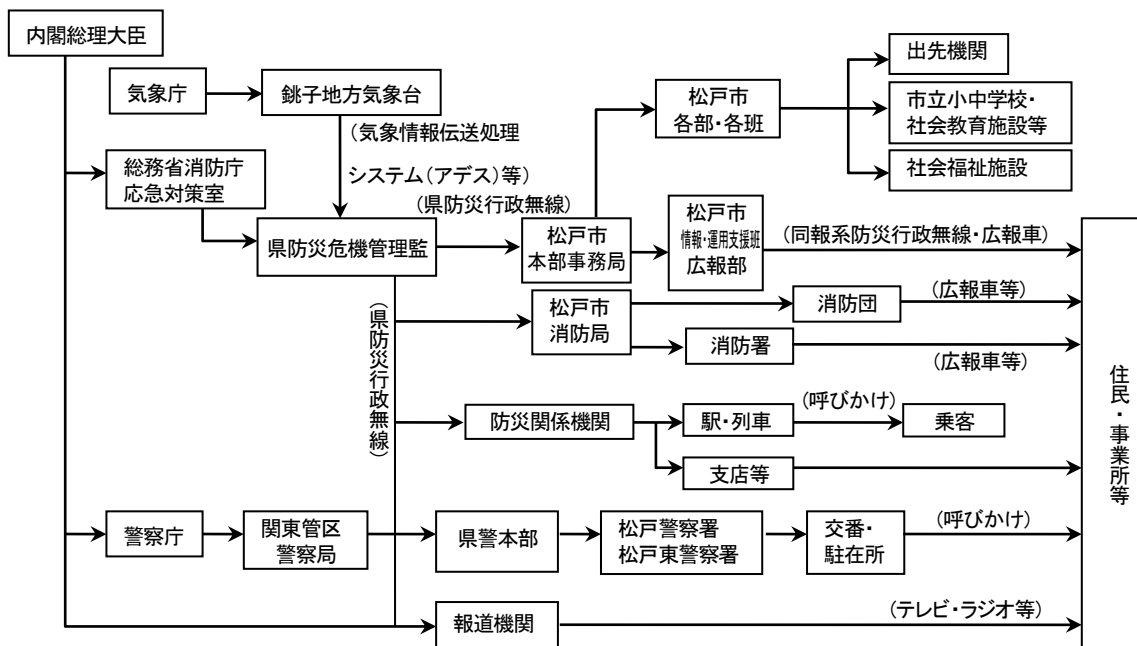 内閣総理大臣
気象庁
銚子地方気象台
(気象情報伝送処理
システム(アデス)等)
総務省消防庁
応急対策室
県防災危機管理監
(県防災行政無線)
松戸市
本部事務局
松戸市
各部・各班
出先機関
市立小中学校・
社会教育施設等
社会福祉施設
松戸市
情報・運用支援班
広報部
(同報系防災行政無線・広報車)
松戸市
消防局
消防団
(広報車等)
消防署
(広報車等)
(県防災行政無線)
防災関係機関
駅・列車
(呼びかけ)
乗客
支店等
警察庁
関東管区
警察局
県警本部
松戸警察署
松戸東警察署
交番・
駐在所
(呼びかけ)
報道機関
(テレビ・ラジオ等)
住民・事業所等